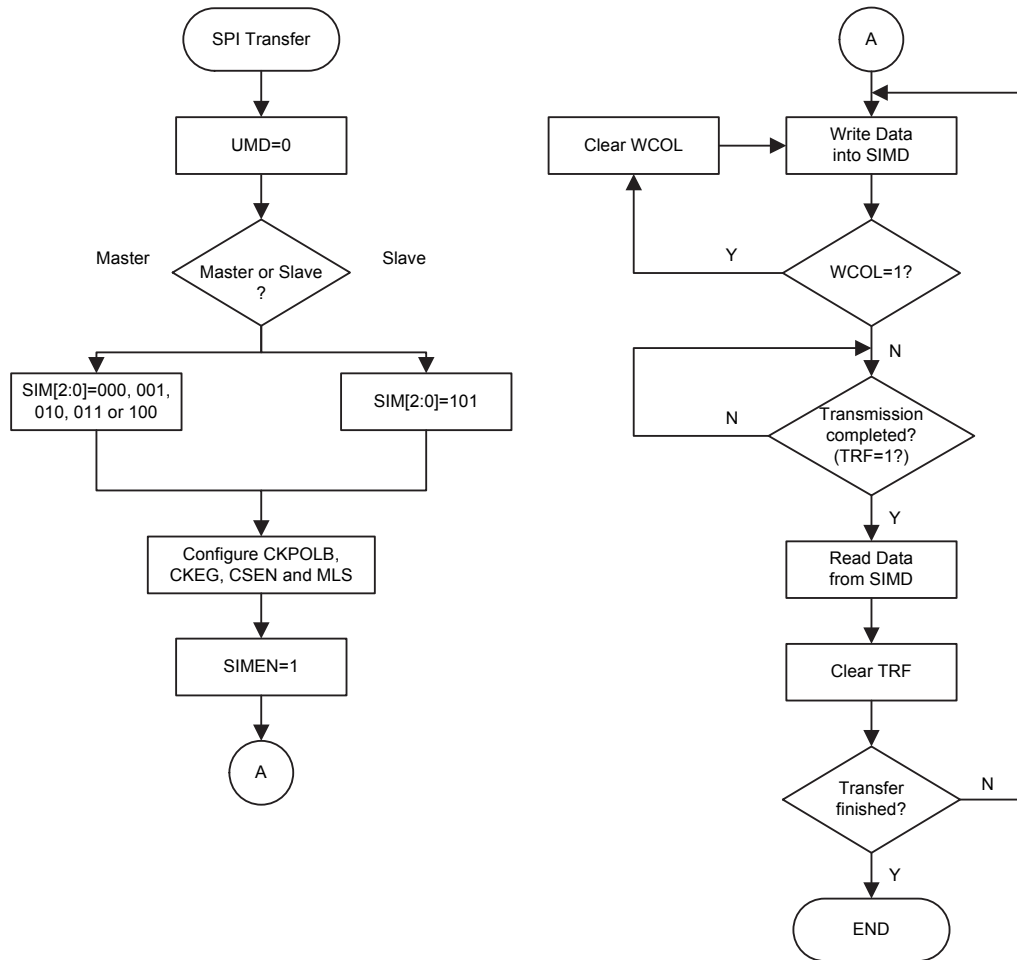 SPI Transfer
UMD=0
Master
Master or Slave
?
Slave
SIM[2:0]=000, 001,
010, 011 or 100
SIM[2:0]=101
Configure CKPOLB,
CKEG, CSEN and MLS
SIMEN=1
A
A
Clear WCOL
Write Data
into SIMD
Y
WCOL=1?
N
N
Transmission
completed?
(TRF=1?)
Y
Read Data
from SIMD
Clear TRF
Transfer
finished?
N
Y
END